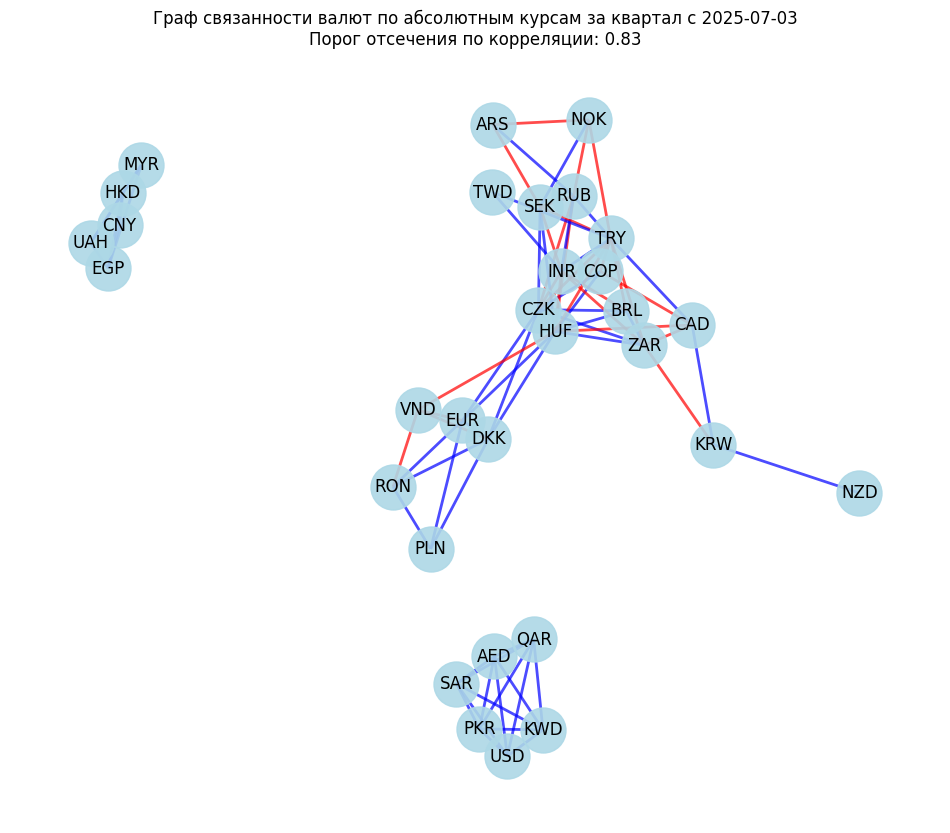 Граф связанности валют по абсолютным курсам за квартал с 2025-07-03
Порог отсечения по корреляции: 0.83
ARS
NOK
MYR
HKD
TWD
SEK
RUB
CNY
UAH
TRY
EGP
INR
COP
CZK
BRL
HUF
CAD
ZAR
VND
EUR
DKK
KRW
RON
NZD
PLN
QAR
AED
SAR
PKR
KWD
USD